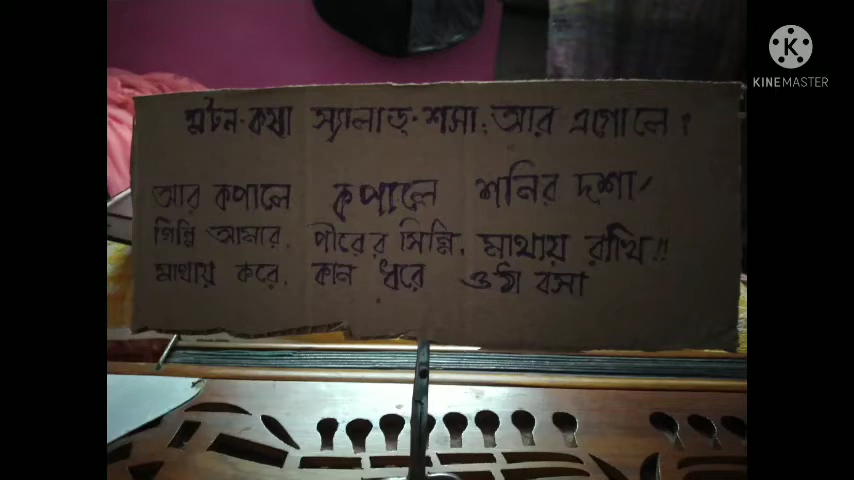 KINEMASTER
মটন-কষা স্যালাড্-শসা; আর এগোলে?
আর কপালে কপালে শনির দশা
গিন্নি আমার, পীরের সিন্নি, মাথায় রাখি!!
মাথায় করে, কান ধরে ওঠা বসা